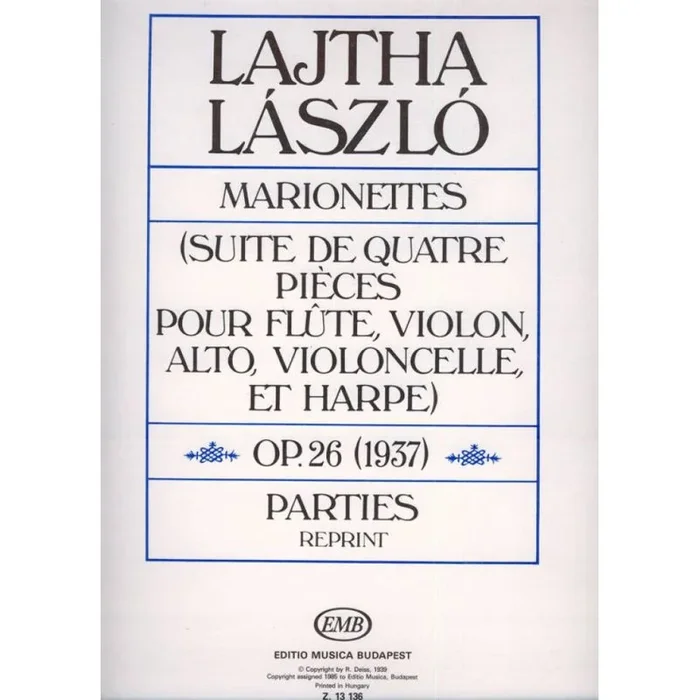 LAJTHA
LÁSZLÓ
MARIONETTES
(SUITE DE QUATRE
PIÈCES
POUR FLÛTE, VIOLON,
ALTO, VIOLONCELLE,
ET HARPE)
OP. 26 (1937)
PARTIES
REPRINT
EMB
EDITIO MUSICA BUDAPEST
© Copyright by R. Deiss, 1939
Copyright assigned 1985 to Editio Musica, Budapest
Printed in Hungary
Z. 13 136